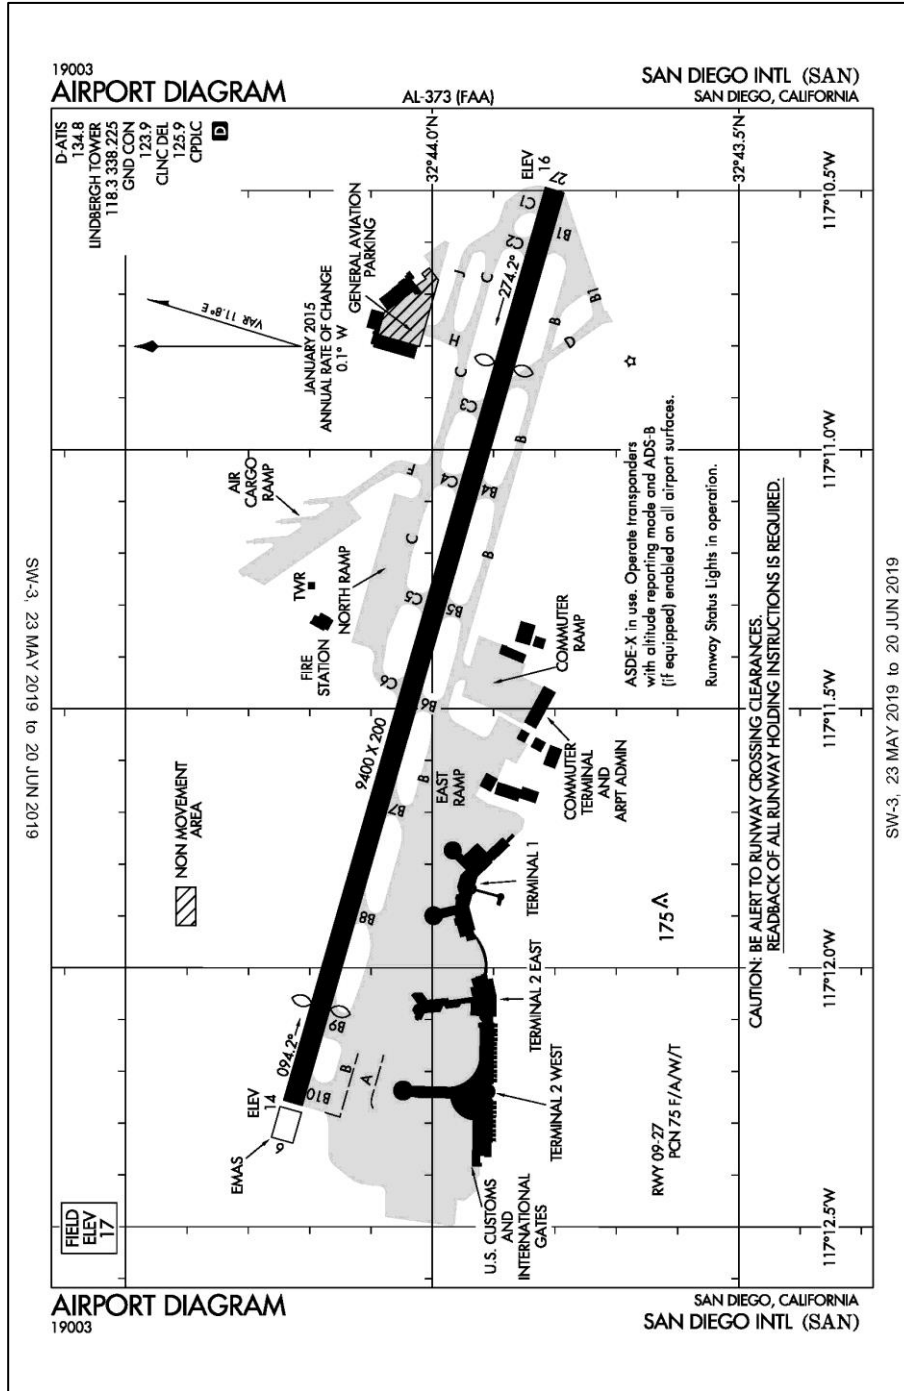 19003
AIRPORT DIAGRAM
AL-373 (FAA)
SAN DIEGO INTL (SAN)
SAN DIEGO, CALIFORNIA
D-ATIS
134.8
LINDBERGH TOWER
118.3 338.225
GND CON
123.9
CLNC DEL
125.9
CPDLC
D
VAR 11.8° E
JANUARY 2015
ANNUAL RATE OF CHANGE
0.1° W
GENERAL AVIATION
PARKING
32°44.0'N
32°43.5'N
117°10.5'W
117°11.0'W
117°11.5'W
117°12.0'W
117°12.5'W
ELEV
16
27
C1
B1
C2
274.2°
J
C
B
B1
D
H
C
C3
B
F
C4
B4
C
B
C5
B5
C6
B6
B
9400 X 200
B7
B8
B9
094.2°
B10
B
A
ELEV
14
9
EMAS
AIR
CARGO
RAMP
TWR
NORTH RAMP
FIRE
STATION
NON MOVEMENT
AREA
EAST
RAMP
COMMUTER
RAMP
COMMUTER
TERMINAL
AND
ARPT ADMIN
TERMINAL 1
TERMINAL 2 EAST
TERMINAL 2 WEST
U.S. CUSTOMS
AND
INTERNATIONAL
GATES
175
ASDE-X in use. Operate transponders
with altitude reporting mode and ADS-B
(if equipped) enabled on all airport surfaces.
Runway Status Lights in operation.
RWY 09-27
PCN 75 F/A/W/T
CAUTION: BE ALERT TO RUNWAY CROSSING CLEARANCES.
READBACK OF ALL RUNWAY HOLDING INSTRUCTIONS IS REQUIRED.
FIELD
ELEV
17
SW-3, 23 MAY 2019 to 20 JUN 2019
SW-3, 23 MAY 2019 to 20 JUN 2019
AIRPORT DIAGRAM
19003
SAN DIEGO, CALIFORNIA
SAN DIEGO INTL (SAN)